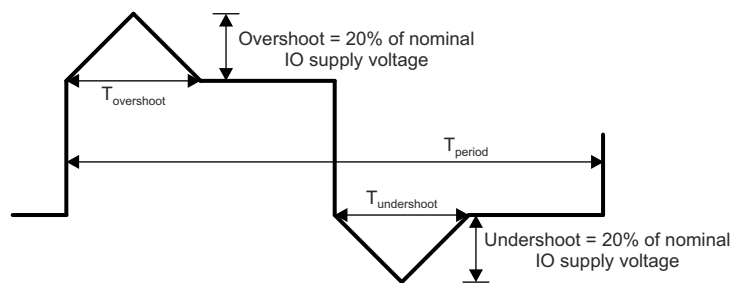 Overshoot = 20% of nominal
IO supply voltage
Tovershoot
Tperiod
Tundershoot
Undershoot = 20% of nominal
IO supply voltage